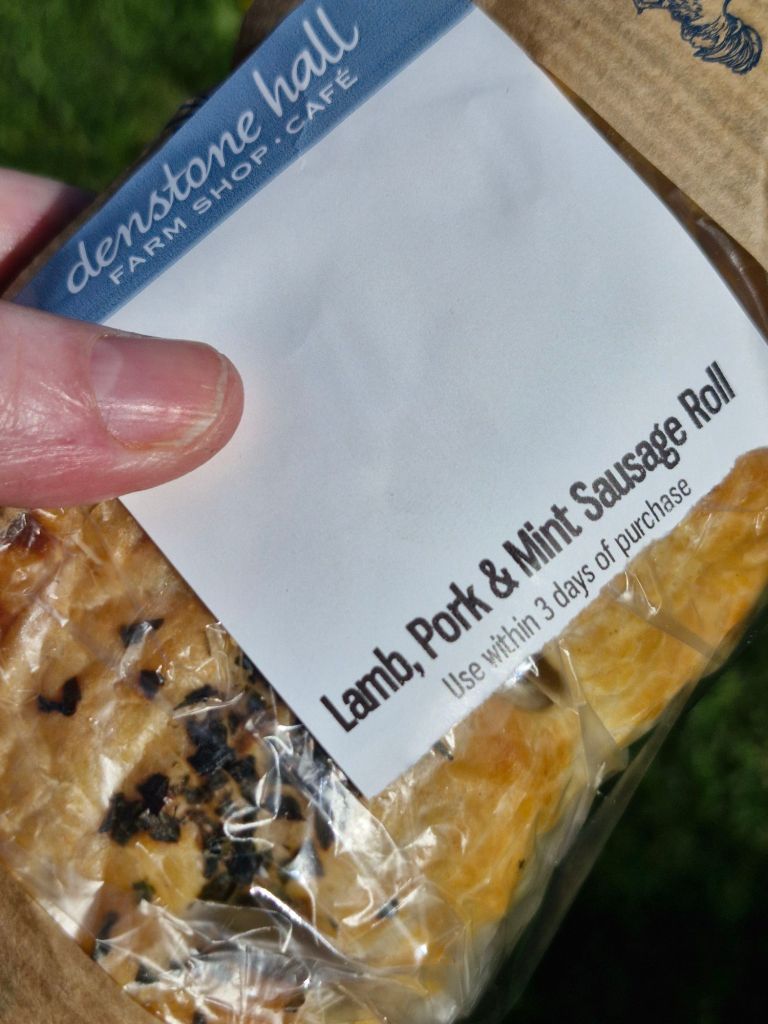 denstone hall
FARM SHOP · CAFÉ
Lamb, Pork & Mint Sausage Roll
Use within 3 days of purchase